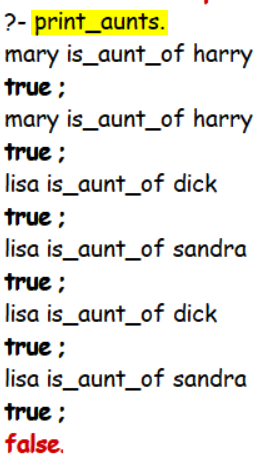 ?- print_aunts.
mary is_aunt_of harry
true ;
mary is_aunt_of harry
true ;
lisa is_aunt_of dick
true ;
lisa is_aunt_of sandra
true ;
lisa is_aunt_of dick
true ;
lisa is_aunt_of sandra
true ;
false.